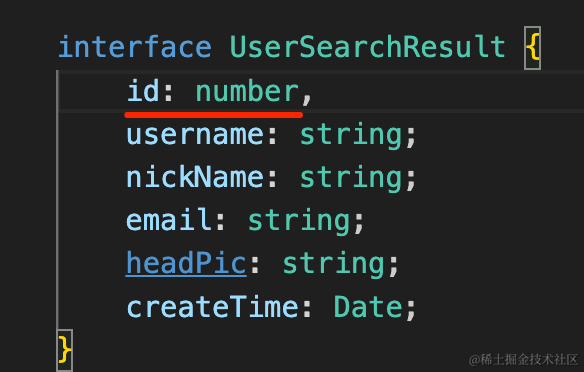 interface UserSearchResult {
    id: number,
    username: string;
    nickName: string;
    email: string;
    headPic: string;
    createTime: Date;
}
@稀土掘金技术社区